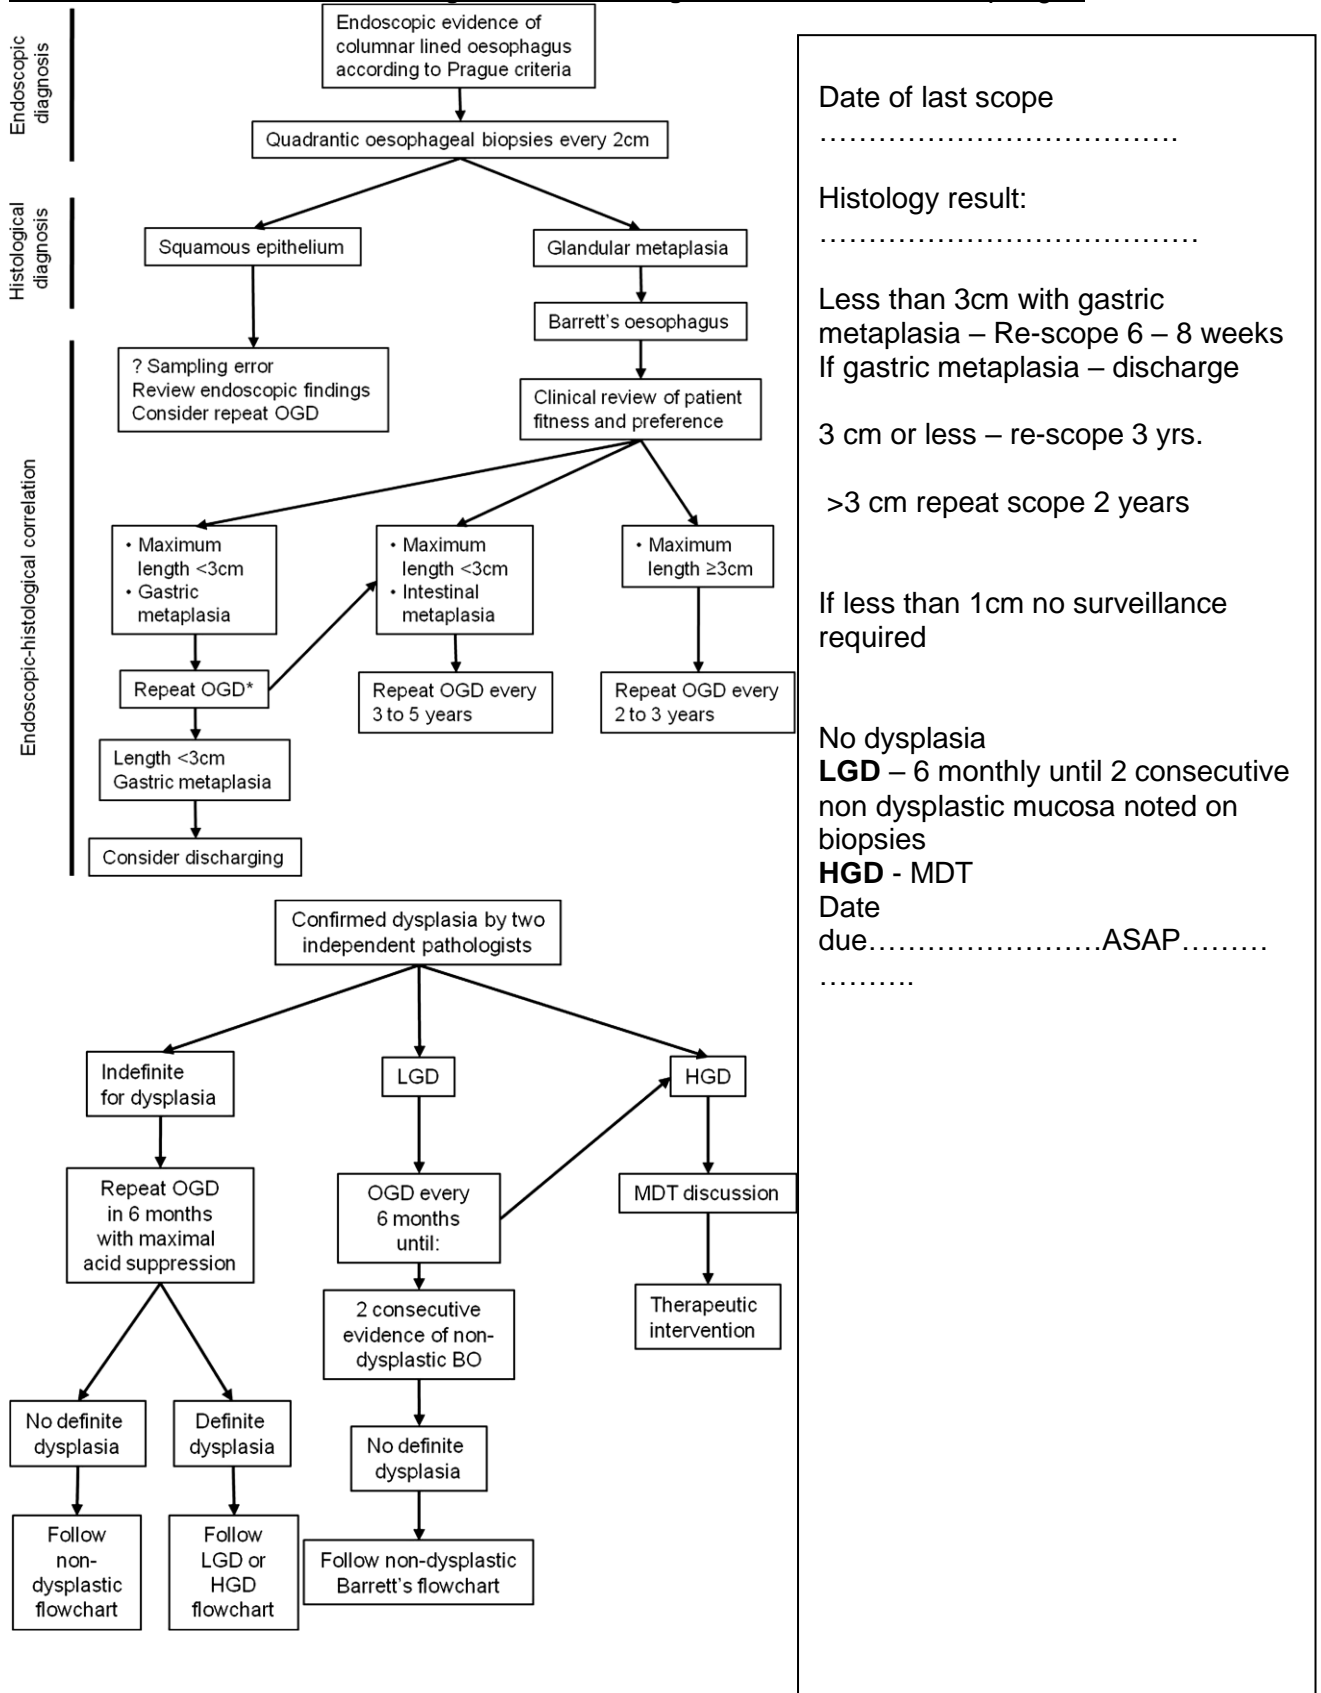 Endoscopic evidence of
columnar lined oesophagus
according to Prague criteria
Endoscopic
diagnosis
Quadrantic oesophageal biopsies every 2cm
Histological
diagnosis
Squamous epithelium
Glandular metaplasia
Barrett's oesophagus
? Sampling error
Review endoscopic findings
Consider repeat OGD
Clinical review of patient
fitness and preference
Endoscopic-histological correlation
• Maximum
length <3cm
• Gastric
metaplasia
• Maximum
length <3cm
• Intestinal
metaplasia
• Maximum
length ≥3cm
Repeat OGD*
Repeat OGD every
3 to 5 years
Repeat OGD every
2 to 3 years
Length <3cm
Gastric metaplasia
Consider discharging
Confirmed dysplasia by two
independent pathologists
Indefinite
for dysplasia
LGD
HGD
Repeat OGD
in 6 months
with maximal
acid suppression
OGD every
6 months
until:
MDT discussion
2 consecutive
evidence of non-
dysplastic BO
Therapeutic
intervention
No definite
dysplasia
Definite
dysplasia
No definite
dysplasia
Follow
non-
dysplastic
flowchart
Follow
LGD or
HGD
flowchart
Follow non-dysplastic
Barrett's flowchart
Date of last scope
……………………………….
Histology result:
…………………………………
Less than 3cm with gastric
metaplasia – Re-scope 6 – 8 weeks
If gastric metaplasia – discharge
3 cm or less – re-scope 3 yrs.
>3 cm repeat scope 2 years
If less than 1cm no surveillance
required
No dysplasia
LGD – 6 monthly until 2 consecutive
non dysplastic mucosa noted on
biopsies
HGD - MDT
Date
due……………………ASAP………
……….